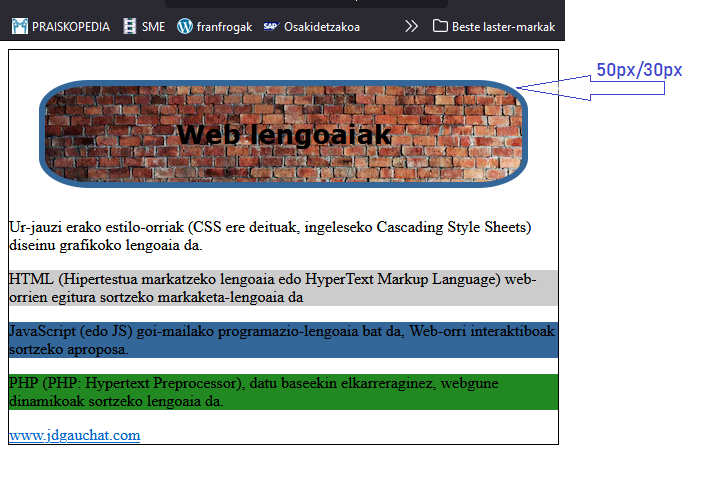 PRAISKOPEDIA SME franfrogak SAP Osakidetzakoa Beste laster-markak
50px/30px
Web lengoaiak
Ur-jauzi erako estilo-orriak (CSS ere deituak, ingeleseko Cascading Style Sheets)
diseinu grafikoko lengoaia da.
HTML (Hipertestua markatzeko lengoaia edo HyperText Markup Language) web-
orrien egitura sortzeko markaketa-lengoaia da
JavaScript (edo JS) goi-mailako programazio-lengoaia bat da, Web-orri interaktiboak
sortzeko aproposa.
PHP (PHP: Hypertext Preprocessor), datu baseekin elkarreraginez, webgune
dinamikoak sortzeko lengoaia da.
www.jdgauchat.com